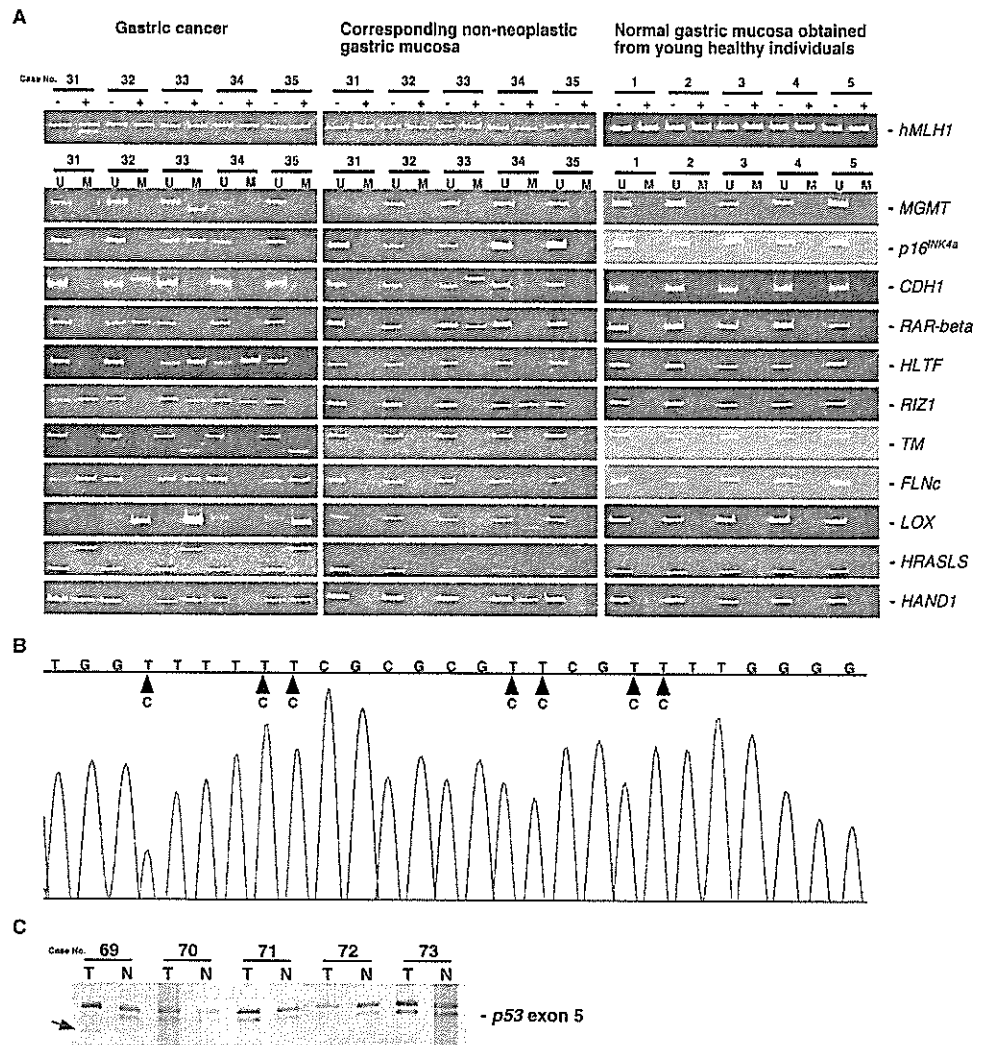 A
Gastric cancer
Corresponding non-neoplastic gastric mucosa
Normal gastric mucosa obtained from young healthy individuals
Case No. 31 32 33 34 35 31 32 33 34 35 1 2 3 4 5
- + - + - + - + - + - + - + - + - + - + - + - + - + - + - +
- hMLH1
31 32 33 34 35 31 32 33 34 35 1 2 3 4 5
U M U M U M U M U M U M U M U M U M U M U M U M U M U M U M
- MGMT
- p16INK4a
- CDH1
- RAR-beta
- HLTF
- RIZ1
- TM
- FLNc
- LOX
- HRASLS
- HAND1
B
T G G T T T T T C G C G C G T T C G T T T G G G G
C C C C C C C
C
Case No. 69 70 71 72 73
T N T N T N T N T N
- p53 exon 5